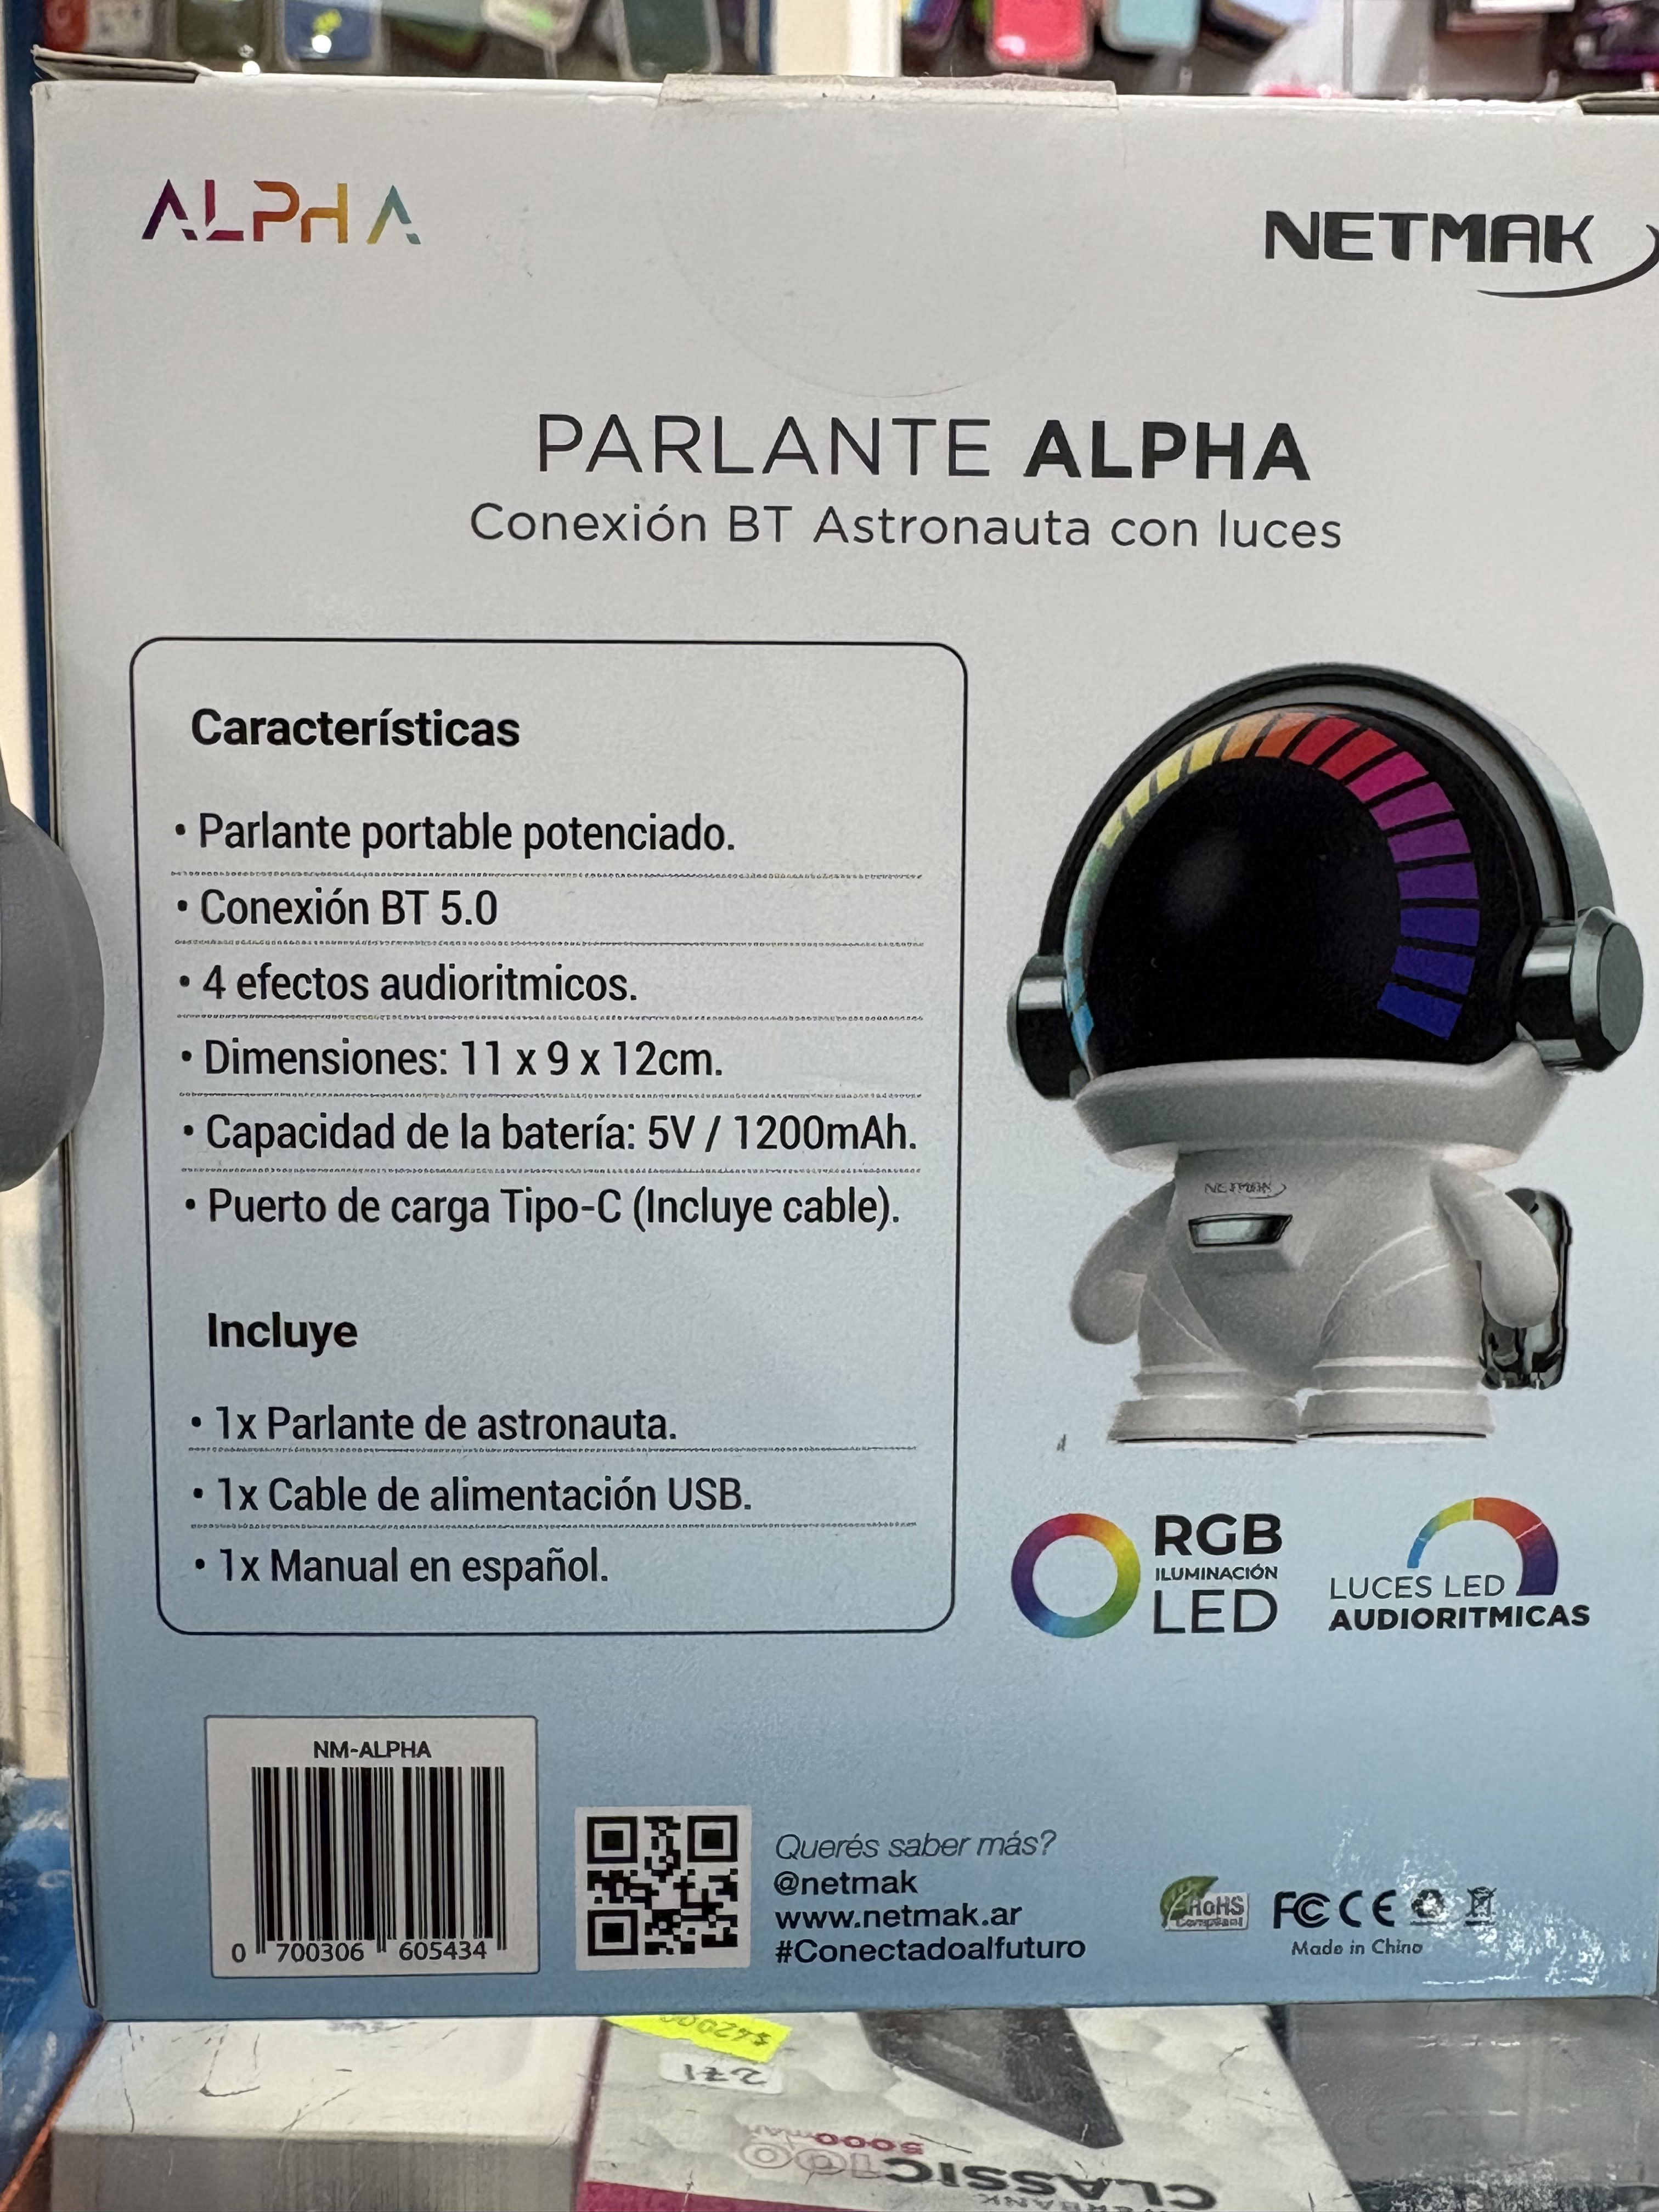 ALPHA
NETMAK
PARLANTE ALPHA
Conexión BT Astronauta con luces
Características
• Parlante portable potenciado.
• Conexión BT 5.0
• 4 efectos audioritmicos.
• Dimensiones: 11 x 9 x 12cm.
• Capacidad de la batería: 5V / 1200mAh.
• Puerto de carga Tipo-C (Incluye cable).
Incluye
• 1x Parlante de astronauta.
• 1x Cable de alimentación USB.
• 1x Manual en español.
NETMAK
RGB
ILUMINACIÓN
LED
LUCES LED
AUDIORITMICAS
NM-ALPHA
0 700306 605434
Querés saber más?
@netmak
www.netmak.ar
#Conectadoalfuturo
RoHS
Compliant
FC CE
Made in China
271
5000mAh
CLASSIC